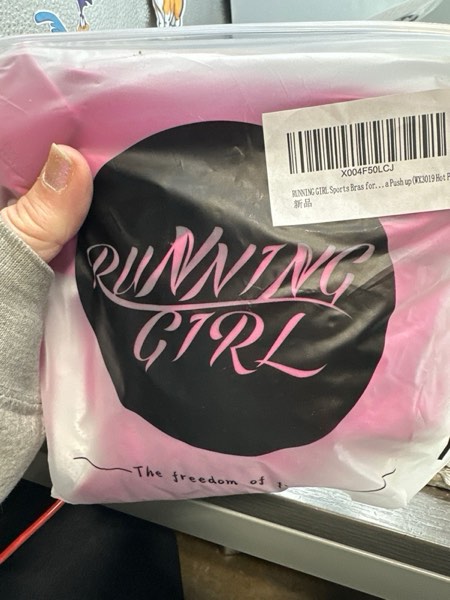 X004F50LCJ
RUNNING GIRL Sports Bras for...a Push up(WX3019 Hot P
新品
RUNNING
GIRL
The freedom of